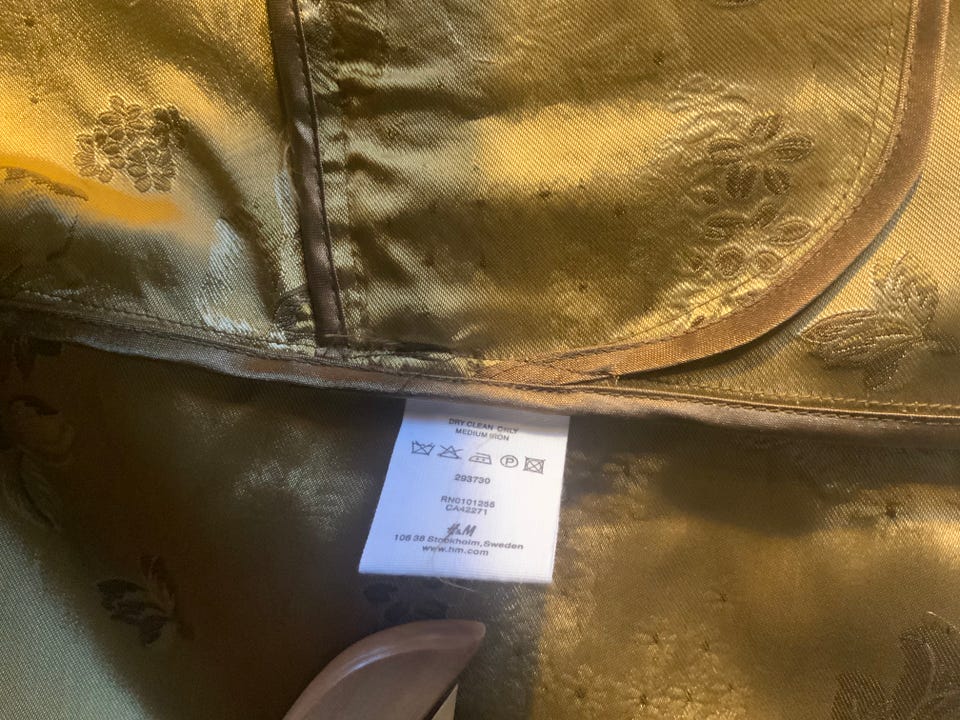 DRY CLEAN ONLY
MEDIUM IRON
P
293730
RN0101255
CA42271
H&M
106 38 Stockholm, Sweden
www.hm.com